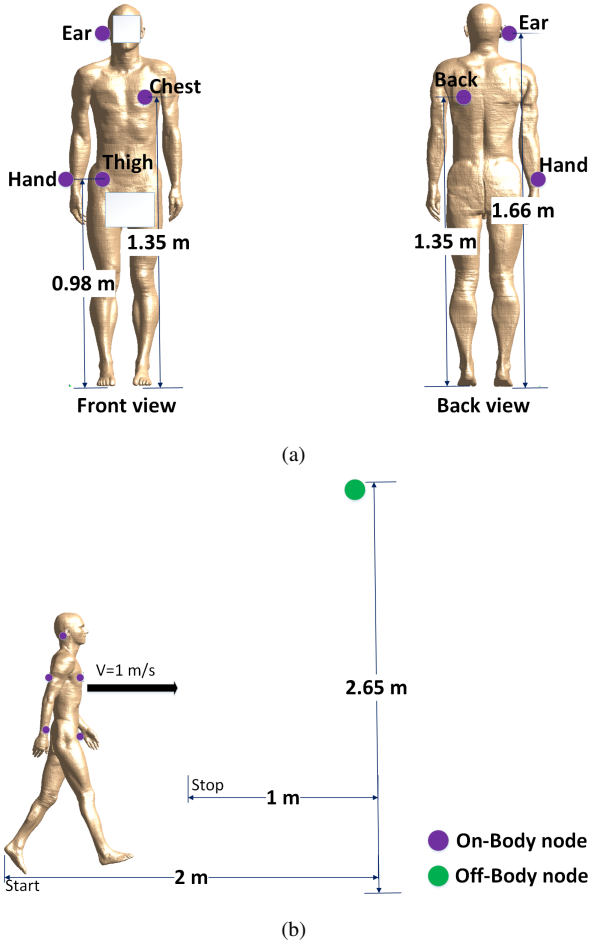 Ear
Chest
Thigh
Hand
1.35 m
0.98 m
Front view
Ear
Back
Hand
1.66 m
1.35 m
Back view
(a)
V=1 m/s
2.65 m
Stop
1 m
On-Body node
2 m
Off-Body node
Start
(b)